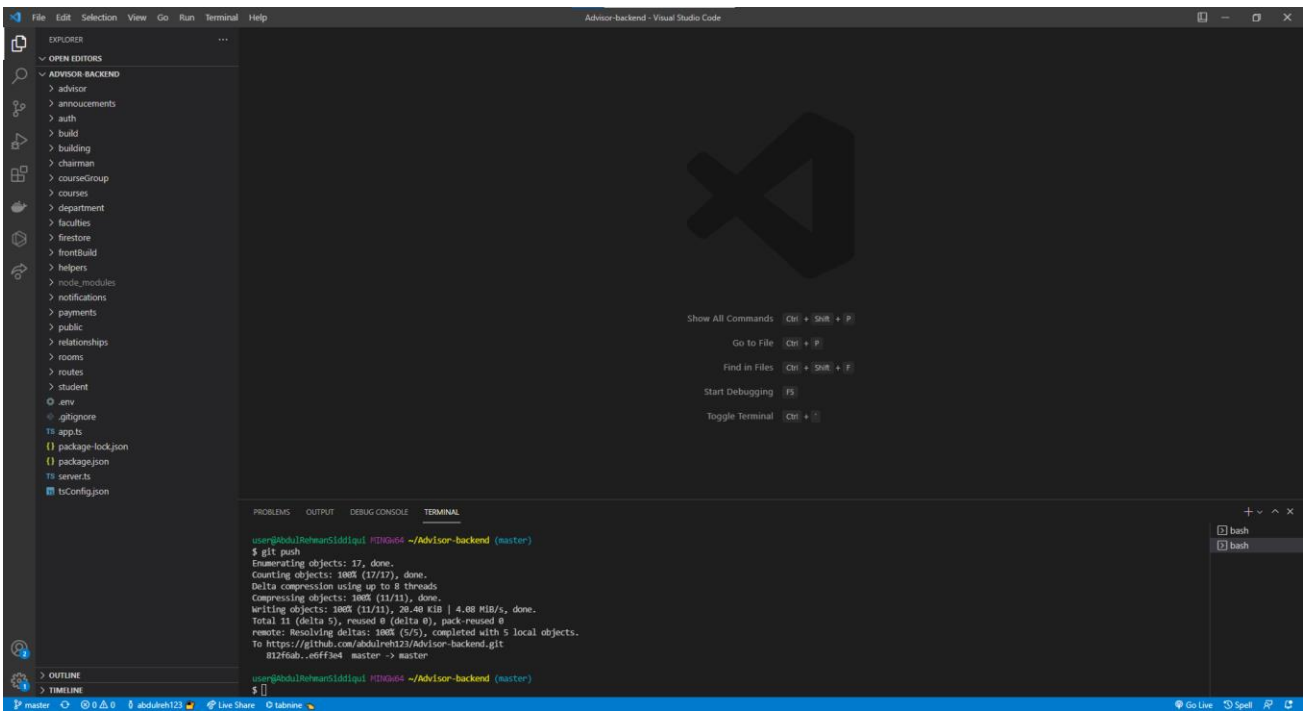 File Edit Selection View Go Run Terminal Help
Advisor-backend - Visual Studio Code
EXPLORER
OPEN EDITORS
ADVISOR-BACKEND
advisor
annoucements
auth
build
building
chairman
courseGroup
courses
department
faculties
firestore
frontBuild
helpers
node_modules
notifications
payments
public
relationships
rooms
routes
student
.env
.gitignore
TS app.ts
{} package-lock.json
{} package.json
TS server.ts
tsConfig.json
OUTLINE
TIMELINE
Show All Commands Ctrl + Shift + P
Go to File Ctrl + P
Find in Files Ctrl + Shift + F
Start Debugging F5
Toggle Terminal Ctrl + `
PROBLEMS OUTPUT DEBUG CONSOLE TERMINAL
bash
bash
user@AbdulRehmanSiddiqui MINGW64 ~/Advisor-backend (master)
$ git push
Enumerating objects: 17, done.
Counting objects: 100% (17/17), done.
Delta compression using up to 8 threads
Compressing objects: 100% (11/11), done.
Writing objects: 100% (11/11), 20.40 KiB | 4.08 MiB/s, done.
Total 11 (delta 5), reused 0 (delta 0), pack-reused 0
remote: Resolving deltas: 100% (5/5), completed with 5 local objects.
To https://github.com/abdulreh123/Advisor-backend.git
812f6ab..e6ff3e4 master -> master
user@AbdulRehmanSiddiqui MINGW64 ~/Advisor-backend (master)
$
master 0 0 abdulreh123 Live Share tabnine
Go Live Spell